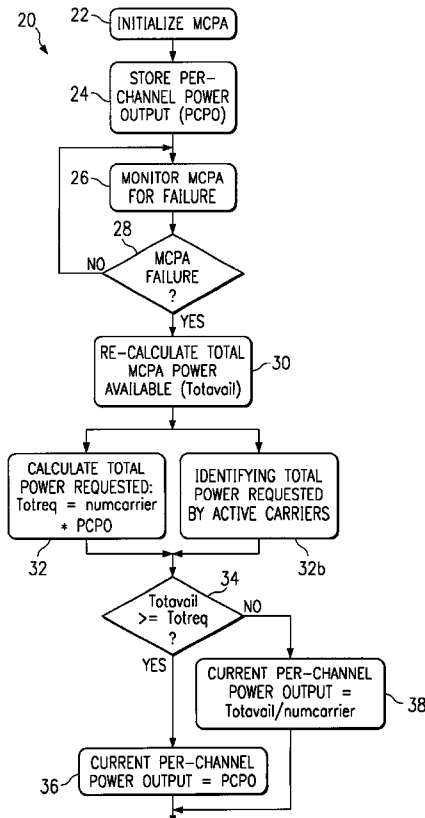 20
22
INITIALIZE MCPA
24
STORE PER-
CHANNEL POWER
OUTPUT (PCPO)
26
MONITOR MCPA
FOR FAILURE
28
NO
MCPA
FAILURE
?
YES
RE-CALCULATE TOTAL
MCPA POWER
AVAILABLE (Totavail)
30
CALCULATE TOTAL
POWER REQUESTED:
Totreq = numcarrier
* PCPO
32
IDENTIFYING TOTAL
POWER REQUESTED
BY ACTIVE CARRIERS
32b
34
Totavail
>= Totreq
?
NO
YES
CURRENT PER-CHANNEL
POWER OUTPUT =
Totavail/numcarrier
38
CURRENT PER-CHANNEL
POWER OUTPUT = PCPO
36